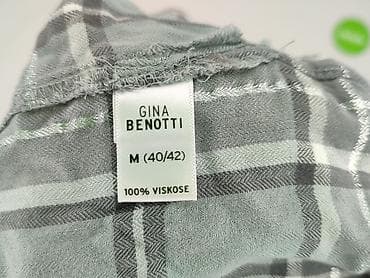 GINA
BENOTTI
M (40/42)
100% VISKOSE